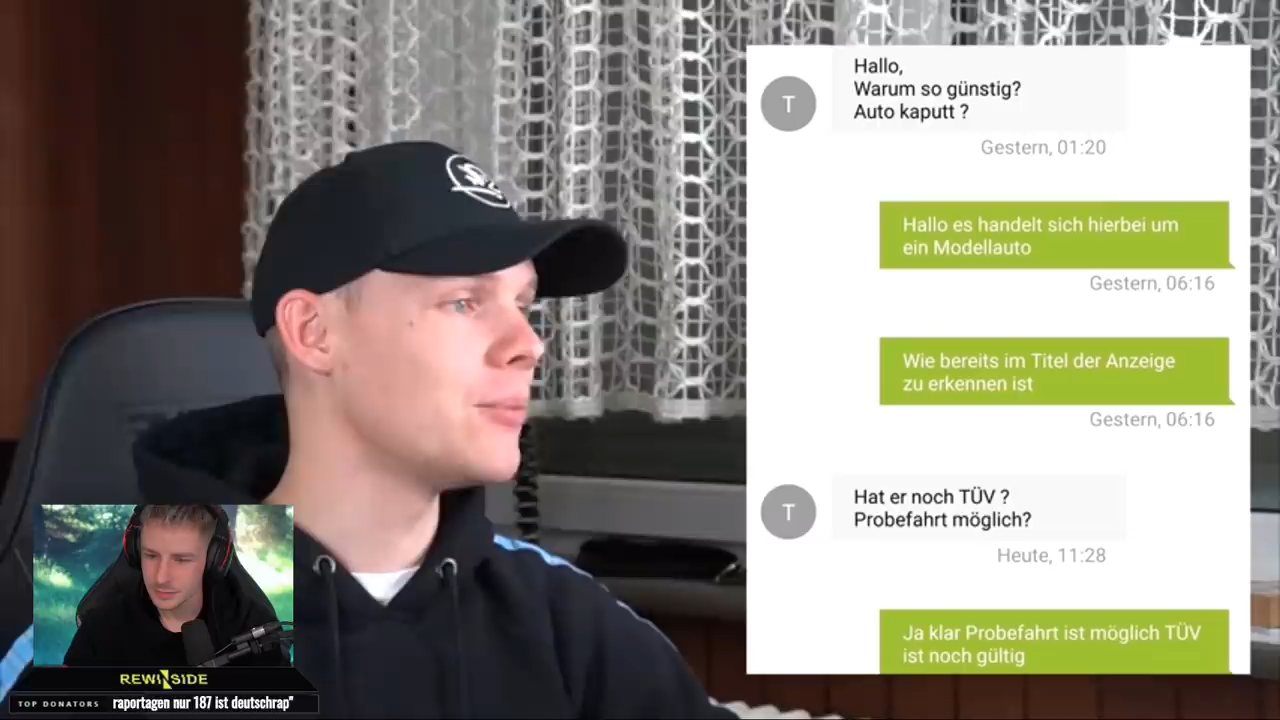 Hallo,
Warum so günstig?
Auto kaputt ?
T
Gestern, 01:20
Hallo es handelt sich hierbei um
ein Modellauto
Gestern, 06:16
Wie bereits im Titel der Anzeige
zu erkennen ist
Gestern, 06:16
Hat er noch TÜV ?
Probefahrt möglich?
T
Heute, 11:28
Ja klar Probefahrt ist möglich TÜV
ist noch gültig
REWINSIDE
TOP DONATORS raportagen nur 187 ist deutschrap"